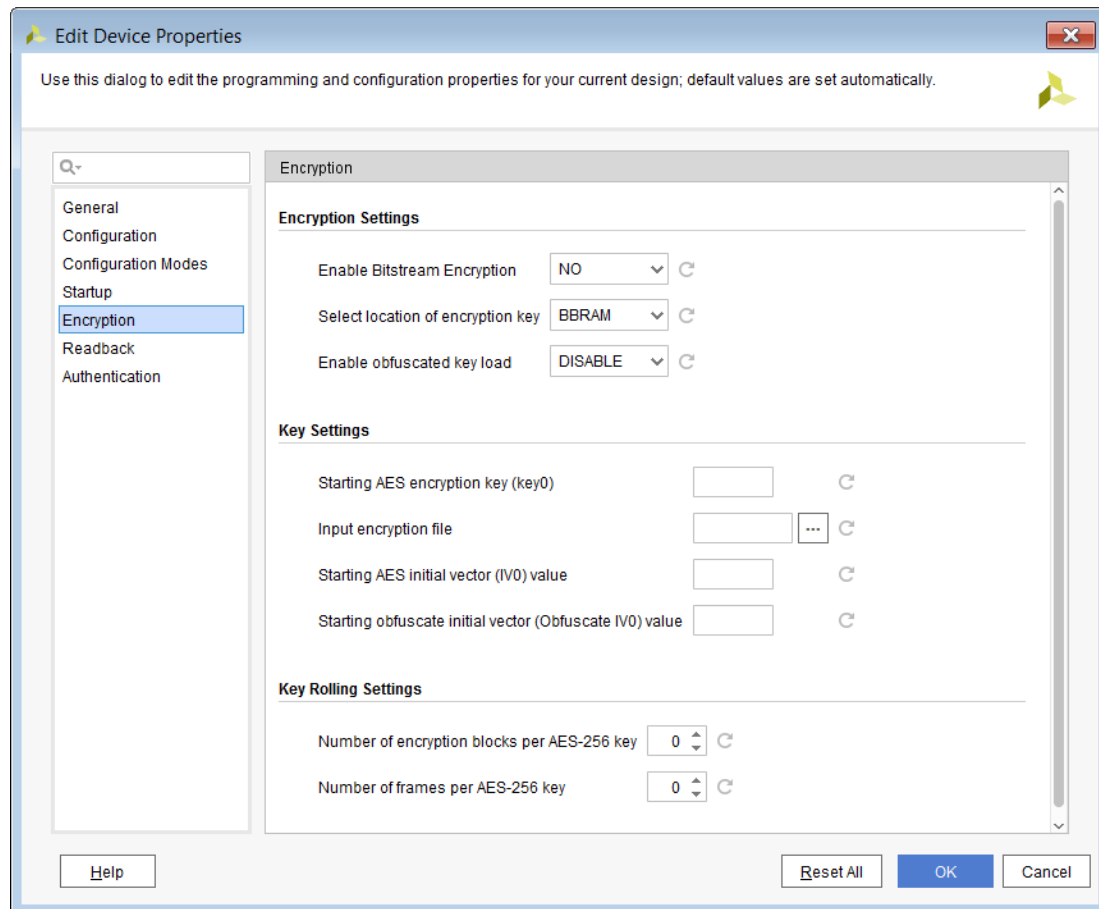 Edit Device Properties
Use this dialog to edit the programming and configuration properties for your current design; default values are set automatically.
General
Configuration
Configuration Modes
Startup
Encryption
Readback
Authentication
Encryption
Encryption Settings
Enable Bitstream Encryption NO
Select location of encryption key BBRAM
Enable obfuscated key load DISABLE
Key Settings
Starting AES encryption key (key0)
Input encryption file ...
Starting AES initial vector (IV0) value
Starting obfuscate initial vector (Obfuscate IV0) value
Key Rolling Settings
Number of encryption blocks per AES-256 key 0
Number of frames per AES-256 key 0
Help Reset All OK Cancel